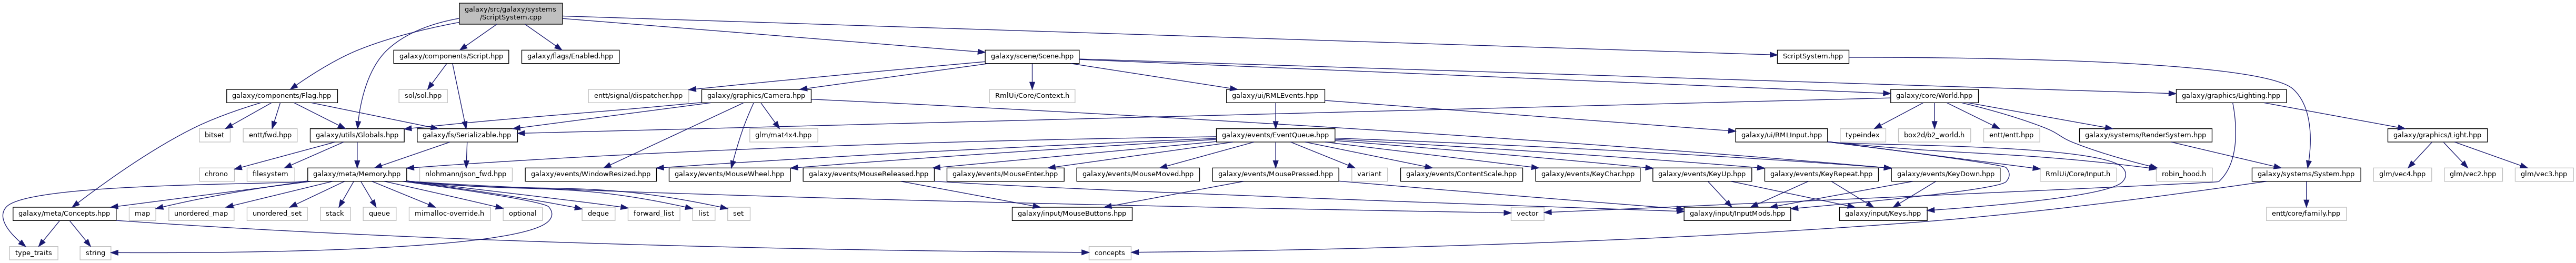 galaxy/src/galaxy/systems
/ScriptSystem.cpp
galaxy/components/Script.hpp
galaxy/flags/Enabled.hpp
galaxy/scene/Scene.hpp
ScriptSystem.hpp
galaxy/components/Flag.hpp
sol/sol.hpp
entt/signal/dispatcher.hpp
galaxy/graphics/Camera.hpp
RmlUi/Core/Context.h
galaxy/ui/RMLEvents.hpp
galaxy/core/World.hpp
galaxy/graphics/Lighting.hpp
bitset
entt/fwd.hpp
galaxy/utils/Globals.hpp
galaxy/fs/Serializable.hpp
glm/mat4x4.hpp
galaxy/events/EventQueue.hpp
galaxy/ui/RMLInput.hpp
typeindex
box2d/b2_world.h
entt/entt.hpp
galaxy/systems/RenderSystem.hpp
galaxy/graphics/Light.hpp
chrono
filesystem
galaxy/meta/Memory.hpp
nlohmann/json_fwd.hpp
galaxy/events/WindowResized.hpp
galaxy/events/MouseWheel.hpp
galaxy/events/MouseReleased.hpp
galaxy/events/MouseEnter.hpp
galaxy/events/MouseMoved.hpp
galaxy/events/MousePressed.hpp
variant
galaxy/events/ContentScale.hpp
galaxy/events/KeyChar.hpp
galaxy/events/KeyUp.hpp
galaxy/events/KeyRepeat.hpp
galaxy/events/KeyDown.hpp
RmlUi/Core/Input.h
robin_hood.h
galaxy/systems/System.hpp
glm/vec4.hpp
glm/vec2.hpp
glm/vec3.hpp
galaxy/meta/Concepts.hpp
map
unordered_map
unordered_set
stack
queue
mimalloc-override.h
optional
deque
forward_list
list
set
galaxy/input/MouseButtons.hpp
vector
galaxy/input/InputMods.hpp
galaxy/input/Keys.hpp
entt/core/family.hpp
type_traits
string
concepts